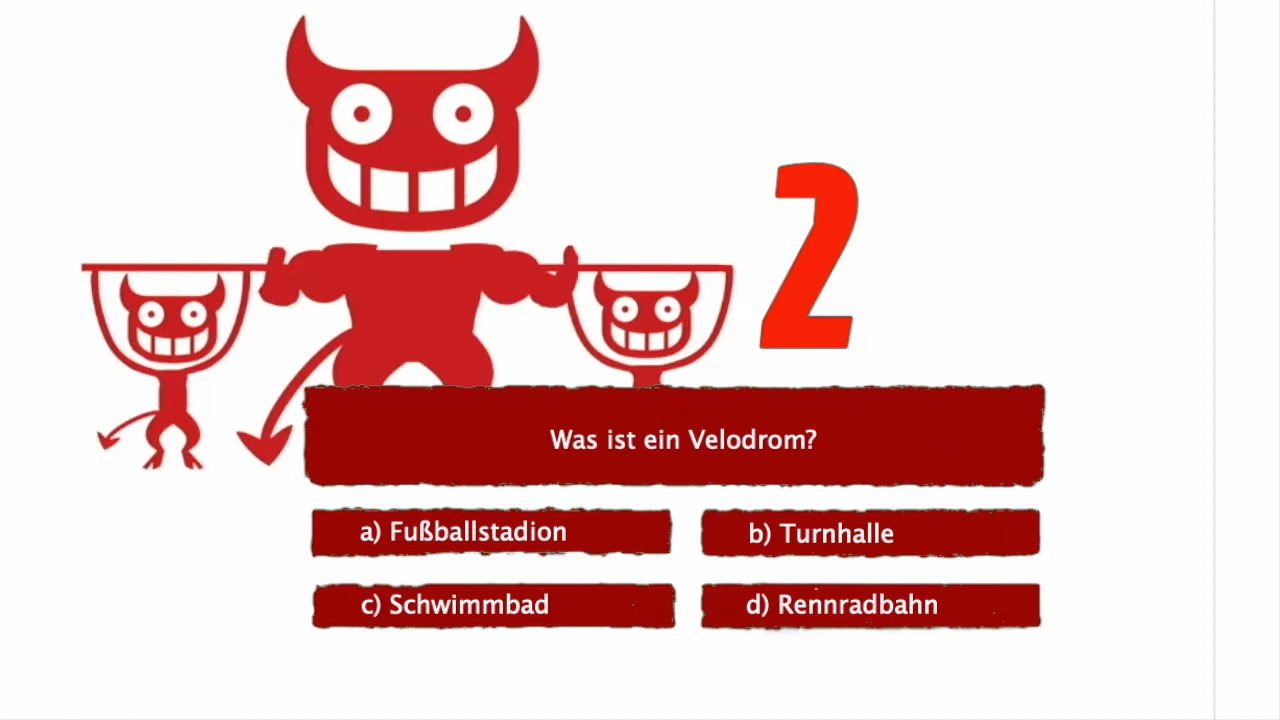 2
Was ist ein Velodrom?
a) Fußballstadion
b) Turnhalle
c) Schwimmbad
d) Rennradbahn